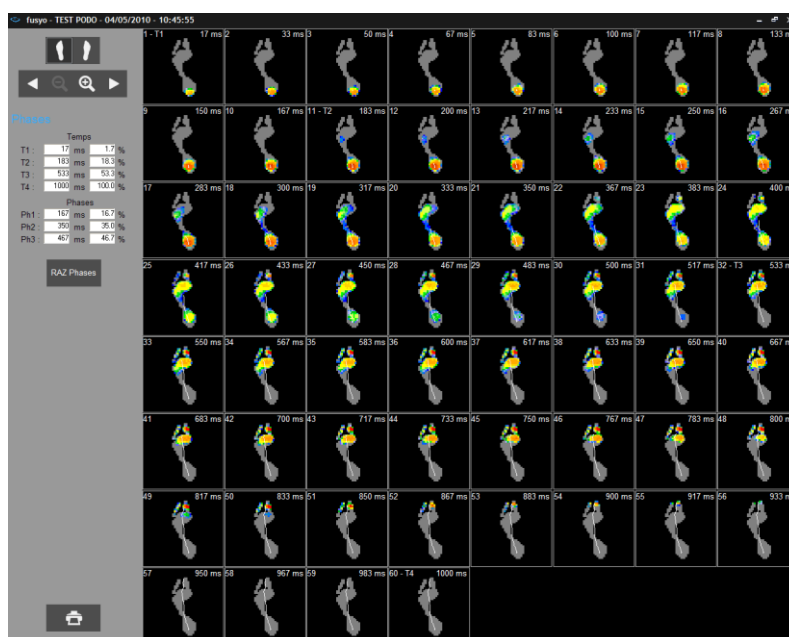 fusyo - TEST PODO - 04/05/2010 - 10:45:55
Phases
Temps
T1 : 17 ms 1.7 %
T2 : 183 ms 18.3 %
T3 : 533 ms 53.3 %
T4 : 1000 ms 100.0 %
Phases
Ph1 : 167 ms 16.7 %
Ph2 : 350 ms 35.0 %
Ph3 : 467 ms 46.7 %
RAZ Phases
1 - T1 17 ms 2 33 ms 3 50 ms 4 67 ms 5 83 ms 6 100 ms 7 117 ms 8 133 m
9 150 ms 10 167 ms 11 - T2 183 ms 12 200 ms 13 217 ms 14 233 ms 15 250 ms 16 267 m
17 283 ms 18 300 ms 19 317 ms 20 333 ms 21 350 ms 22 367 ms 23 383 ms 24 400 m
25 417 ms 26 433 ms 27 450 ms 28 467 ms 29 483 ms 30 500 ms 31 517 ms 32 - T3 533 m
33 550 ms 34 567 ms 35 583 ms 36 600 ms 37 617 ms 38 633 ms 39 650 ms 40 667 m
41 683 ms 42 700 ms 43 717 ms 44 733 ms 45 750 ms 46 767 ms 47 783 ms 48 800 m
49 817 ms 50 833 ms 51 850 ms 52 867 ms 53 883 ms 54 900 ms 55 917 ms 56 933 m
57 950 ms 58 967 ms 59 983 ms 60 - T4 1000 ms